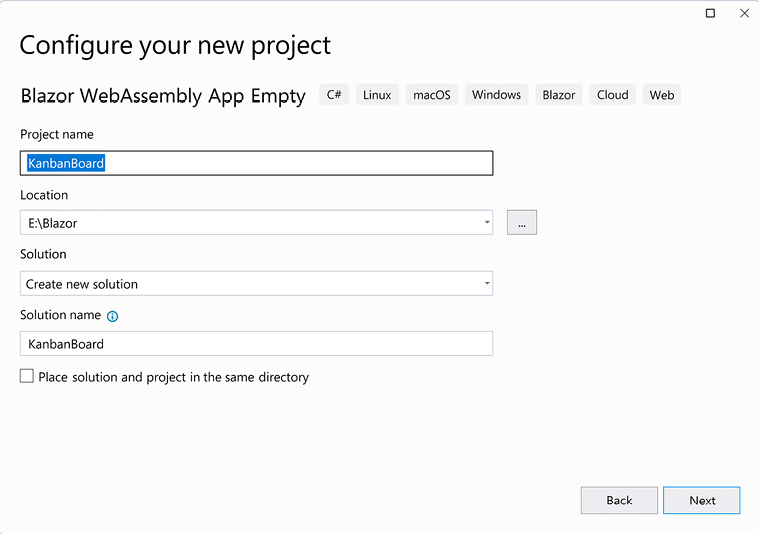 Configure your new project
Blazor WebAssembly App Empty C# Linux macOS Windows Blazor Cloud Web
Project name
KanbanBoard
Location
E:\Blazor
...
Solution
Create new solution
Solution name
KanbanBoard
Place solution and project in the same directory
Back Next